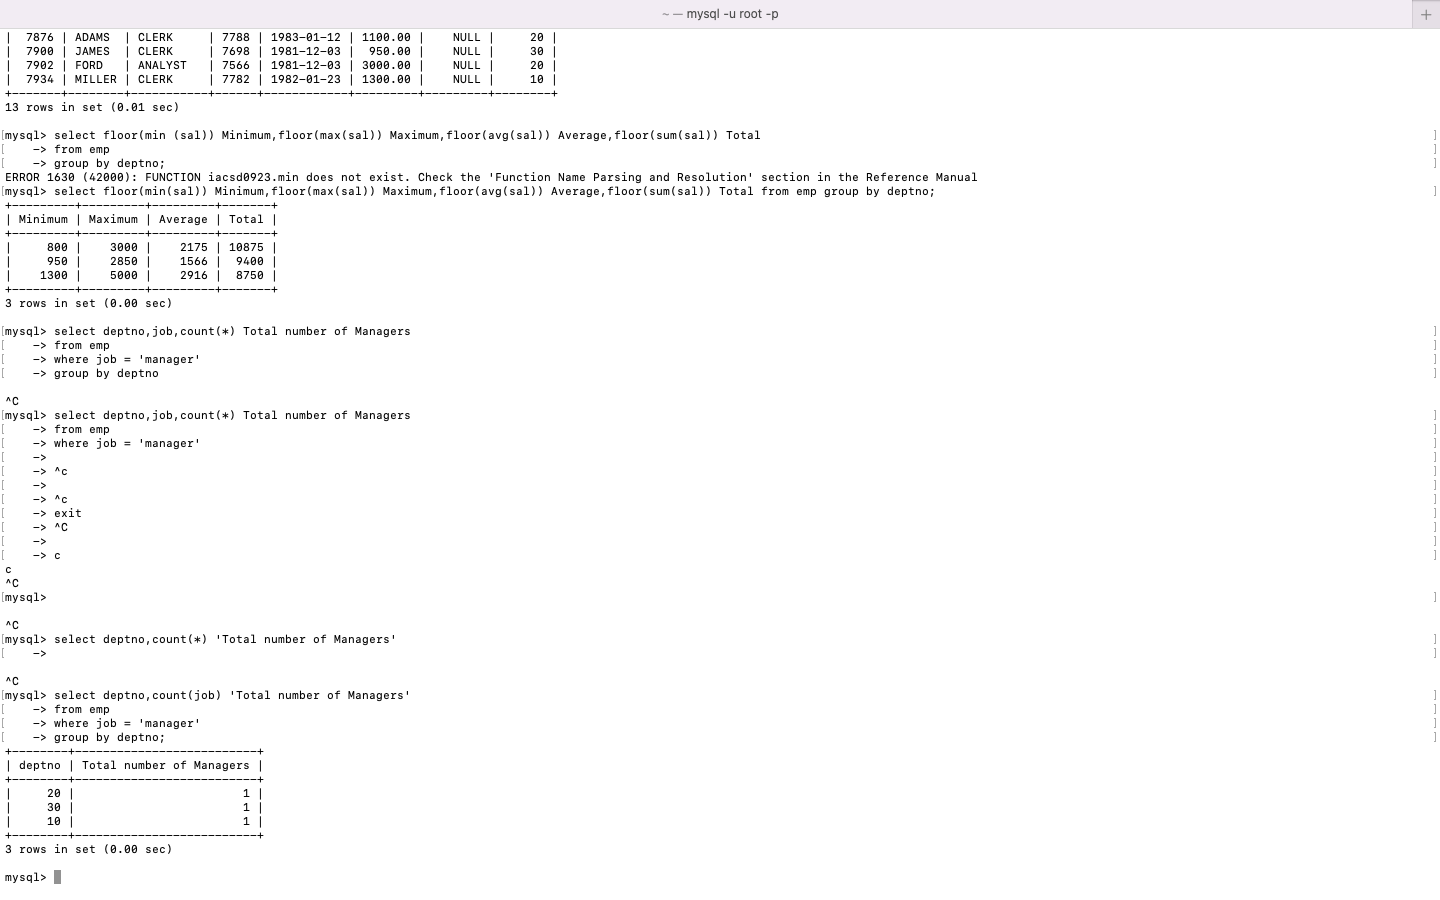 ~ — mysql -u root -p
+
|  7876 | ADAMS  | CLERK     | 7788 | 1983-01-12 | 1100.00 |    NULL |     20 |
|  7900 | JAMES  | CLERK     | 7698 | 1981-12-03 |  950.00 |    NULL |     30 |
|  7902 | FORD   | ANALYST   | 7566 | 1981-12-03 | 3000.00 |    NULL |     20 |
|  7934 | MILLER | CLERK     | 7782 | 1982-01-23 | 1300.00 |    NULL |     10 |
+-------+--------+-----------+------+------------+---------+---------+--------+
13 rows in set (0.01 sec)
[mysql> select floor(min (sal)) Minimum,floor(max(sal)) Maximum,floor(avg(sal)) Average,floor(sum(sal)) Total ]
[    -> from emp ]
[    -> group by deptno; ]
ERROR 1630 (42000): FUNCTION iacsd0923.min does not exist. Check the 'Function Name Parsing and Resolution' section in the Reference Manual
[mysql> select floor(min(sal)) Minimum,floor(max(sal)) Maximum,floor(avg(sal)) Average,floor(sum(sal)) Total from emp group by deptno; ]
+---------+---------+---------+-------+
| Minimum | Maximum | Average | Total |
+---------+---------+---------+-------+
|     800 |    3000 |    2175 | 10875 |
|     950 |    2850 |    1566 |  9400 |
|    1300 |    5000 |    2916 |  8750 |
+---------+---------+---------+-------+
3 rows in set (0.00 sec)
[mysql> select deptno,job,count(*) Total number of Managers ]
[    -> from emp ]
[    -> where job = 'manager' ]
[    -> group by deptno ]
^C
[mysql> select deptno,job,count(*) Total number of Managers ]
[    -> from emp ]
[    -> where job = 'manager' ]
[    -> ]
[    -> ^c ]
[    -> ]
[    -> ^c ]
[    -> exit ]
[    -> ^C ]
[    -> ]
[    -> c ]
c
^C
[mysql> ]
^C
[mysql> select deptno,count(*) 'Total number of Managers' ]
[    -> ]
^C
[mysql> select deptno,count(job) 'Total number of Managers' ]
[    -> from emp ]
[    -> where job = 'manager' ]
[    -> group by deptno; ]
+--------+--------------------------+
| deptno | Total number of Managers |
+--------+--------------------------+
|     20 |                        1 |
|     30 |                        1 |
|     10 |                        1 |
+--------+--------------------------+
3 rows in set (0.00 sec)
mysql>